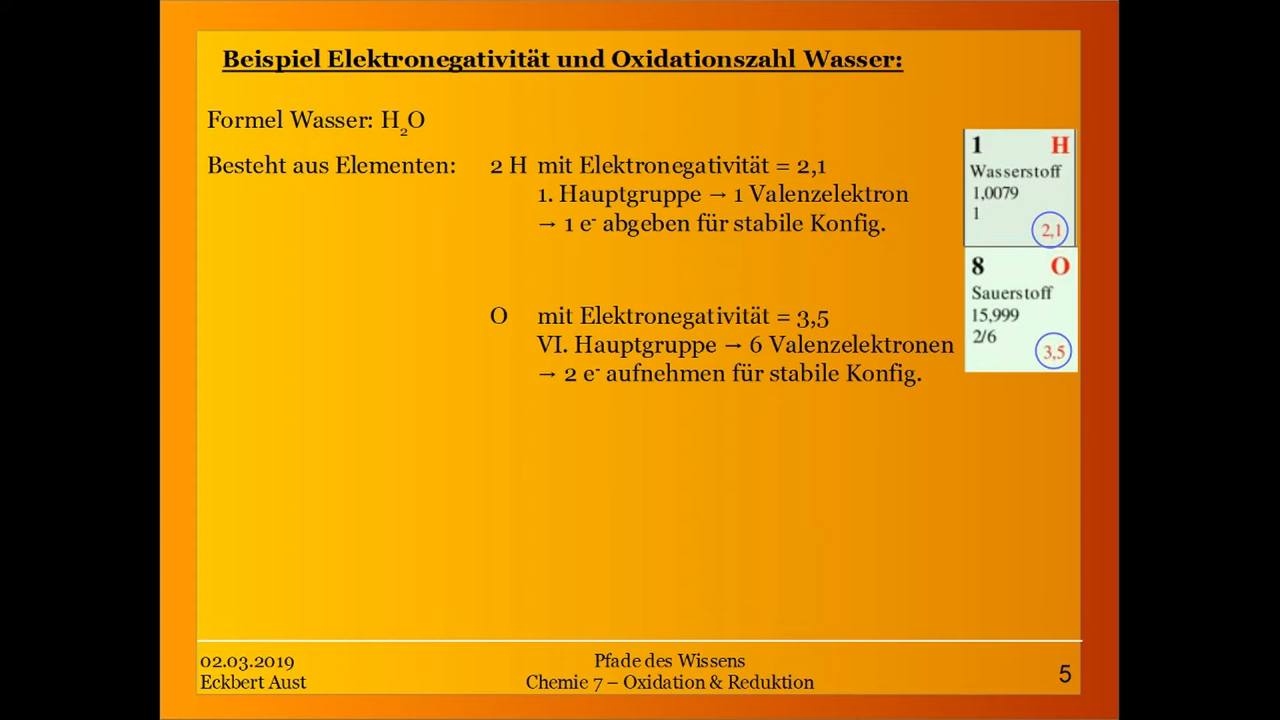 Beispiel Elektronegativität und Oxidationszahl Wasser:
Formel Wasser: H₂O
Besteht aus Elementen: 2 H mit Elektronegativität = 2,1
1. Hauptgruppe → 1 Valenzelektron
→ 1 e⁻ abgeben für stabile Konfig.
1 H
Wasserstoff
1,0079
1
2,1
O mit Elektronegativität = 3,5
VI. Hauptgruppe → 6 Valenzelektronen
→ 2 e⁻ aufnehmen für stabile Konfig.
8 O
Sauerstoff
15,999
2/6
3,5
02.03.2019
Eckbert Aust
Pfade des Wissens
Chemie 7 – Oxidation & Reduktion
5